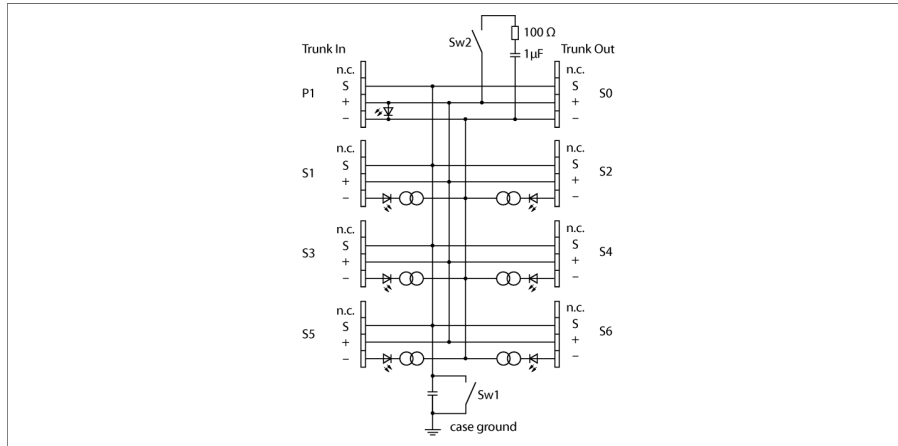 100 Ω
Sw2
1µF
Trunk In
Trunk Out
n.c.
n.c.
P1
S
S
S0
+
+
–
–
n.c.
n.c.
S1
S
S
S2
+
+
–
–
n.c.
n.c.
S3
S
S
S4
+
+
–
–
n.c.
n.c.
S5
S
S
S6
+
+
–
–
Sw1
case ground